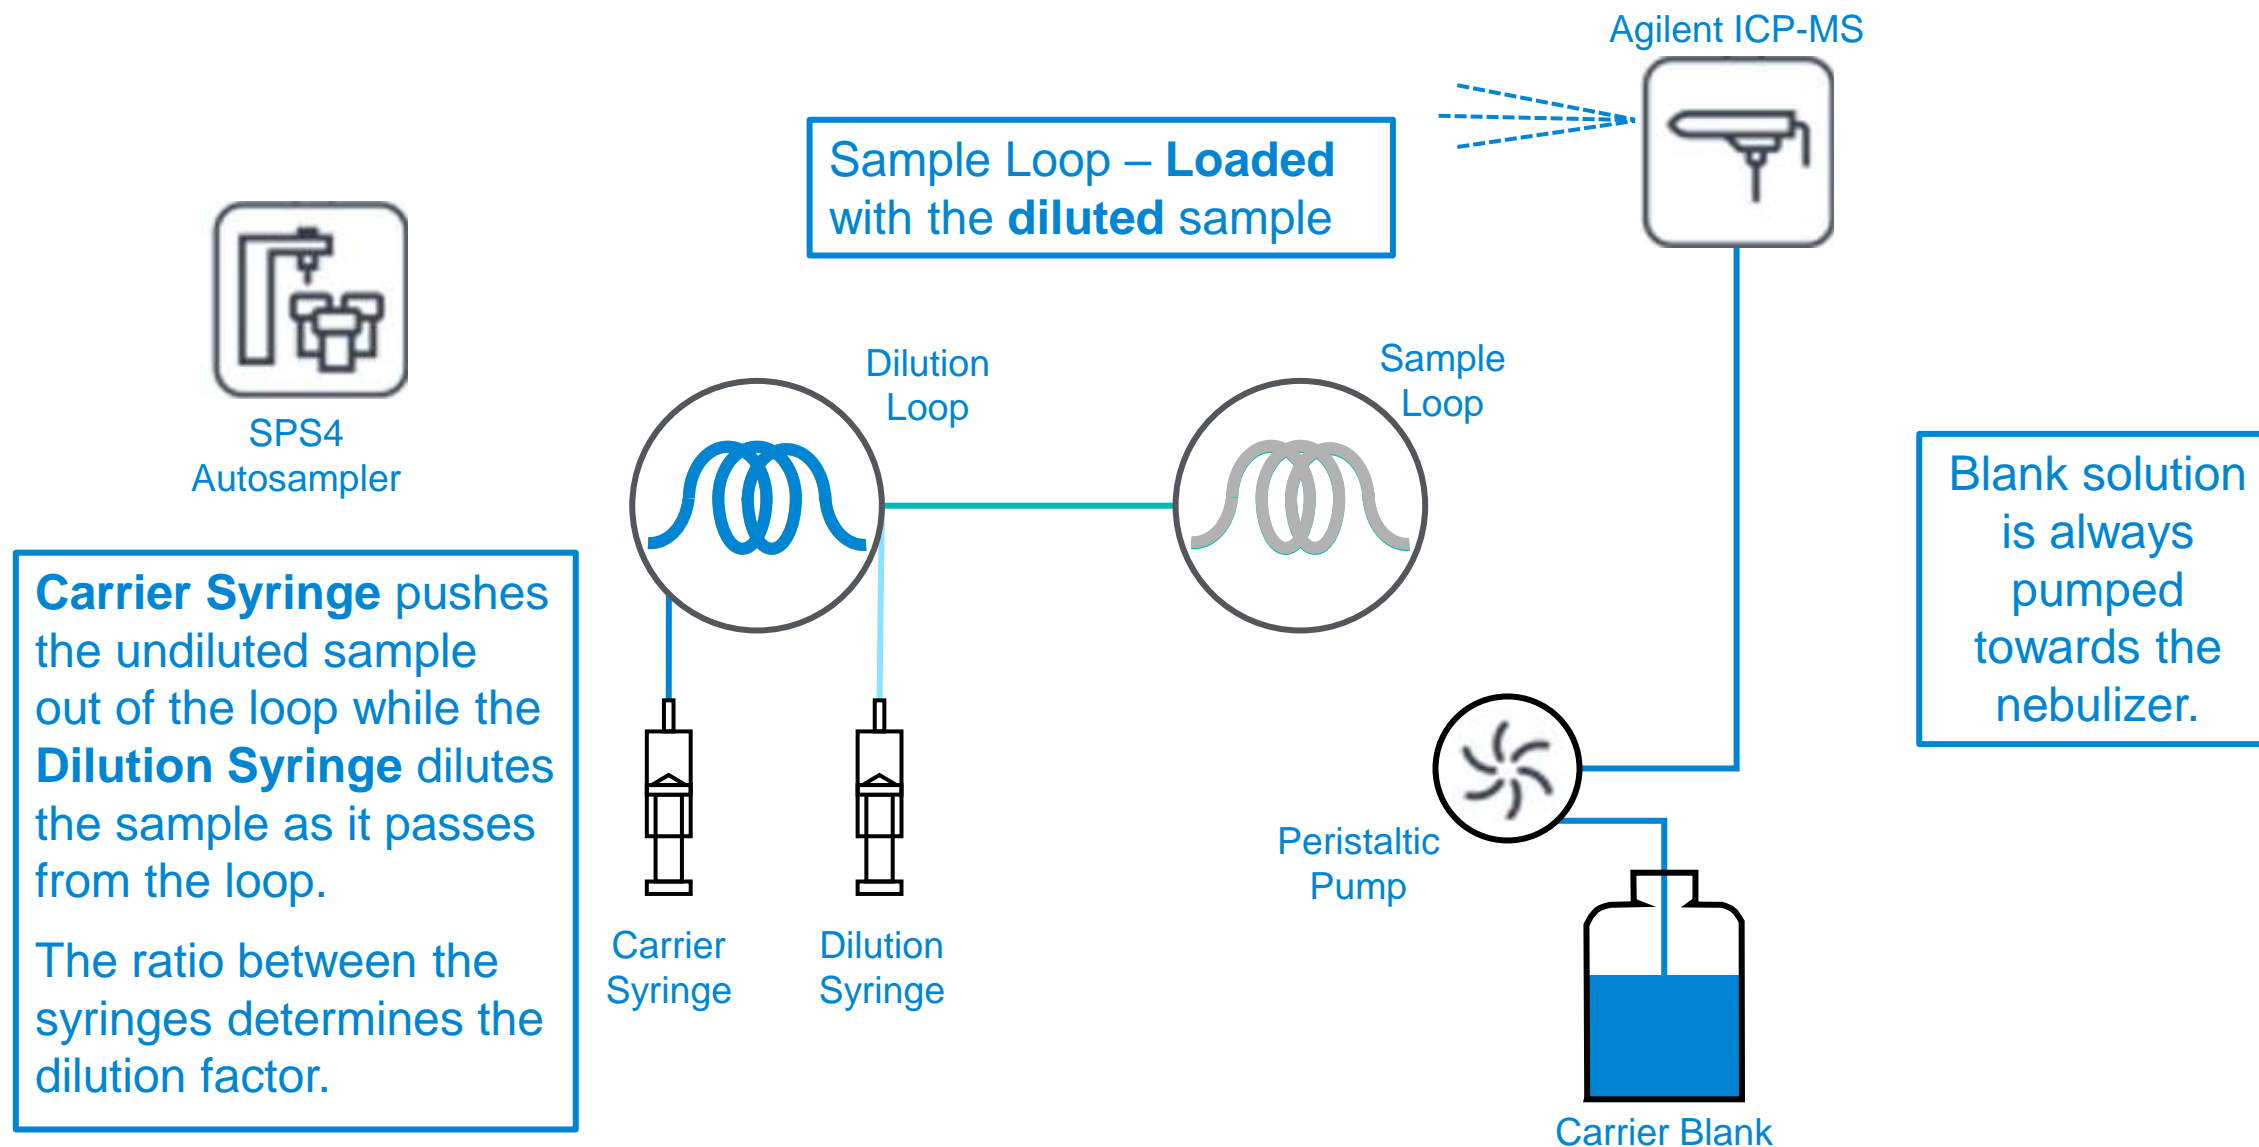 Agilent ICP-MS
Sample Loop – Loaded
with the diluted sample
SPS4
Autosampler
Dilution
Loop
Sample
Loop
Carrier Syringe pushes
the undiluted sample
out of the loop while the
Dilution Syringe dilutes
the sample as it passes
from the loop.
The ratio between the
syringes determines the
dilution factor.
Blank solution
is always
pumped
towards the
nebulizer.
Carrier
Syringe
Dilution
Syringe
Peristaltic
Pump
Carrier Blank